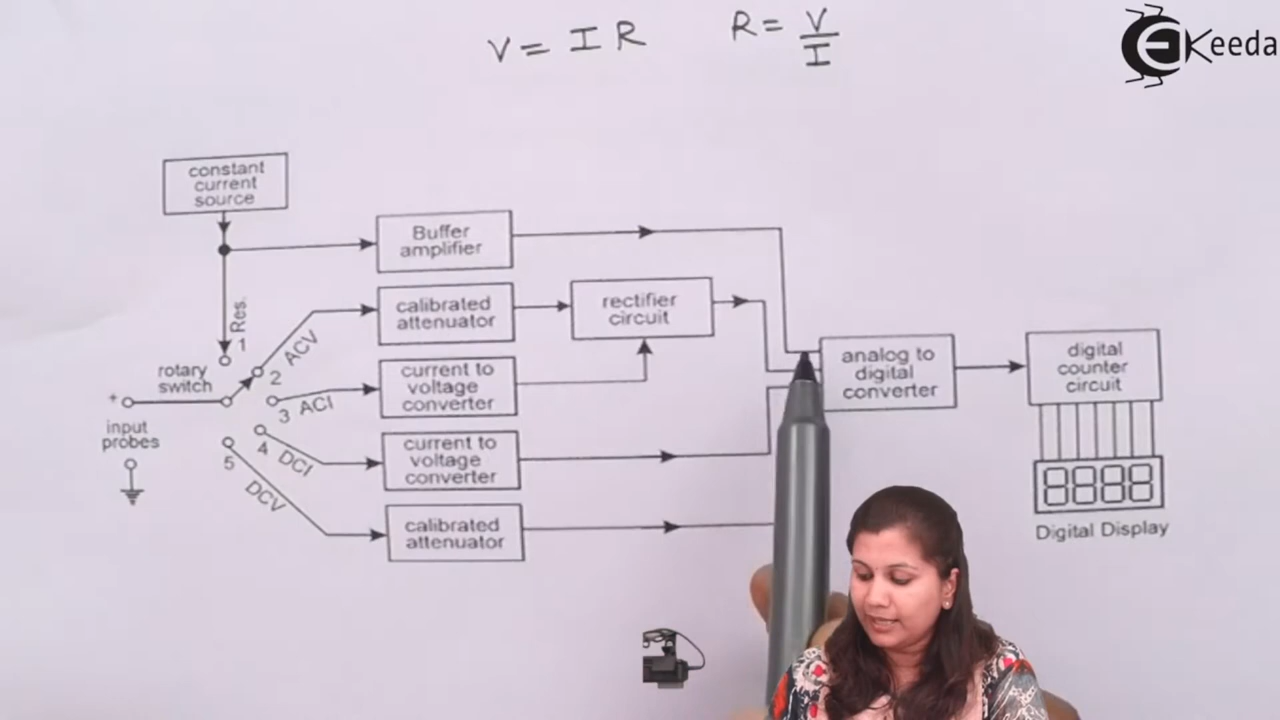 V = I R
R = V/I
EKeeda
constant
current
source
Buffer
amplifier
calibrated
attenuator
rectifier
circuit
Res.
1
ACV
2
rotary
switch
+
input
probes
current to
voltage
converter
3 ACI
4 DCI
current to
voltage
converter
5
DCV
calibrated
attenuator
analog to
digital
converter
digital
counter
circuit
8888
Digital Display